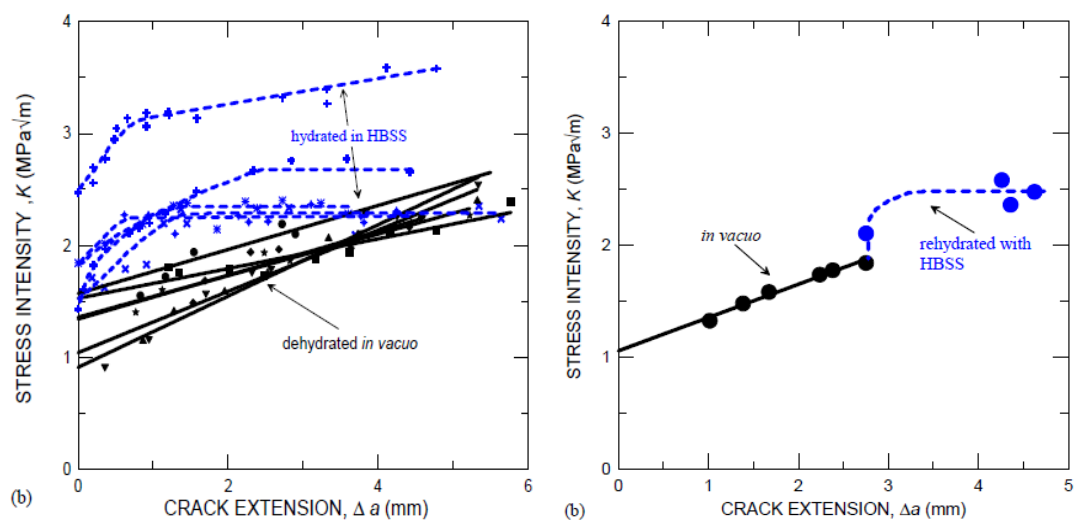 4
3
2
1
0
0
2
4
6
STRESS INTENSITY , K (MPa√m)
hydrated in HBSS
dehydrated in vacuo
(b)
CRACK EXTENSION, Δ a (mm)
4
3
2
1
0
0
1
2
3
4
5
STRESS INTENSITY, K (MPa√m)
in vacuo
rehydrated with
HBSS
(b)
CRACK EXTENSION, Δa (mm)